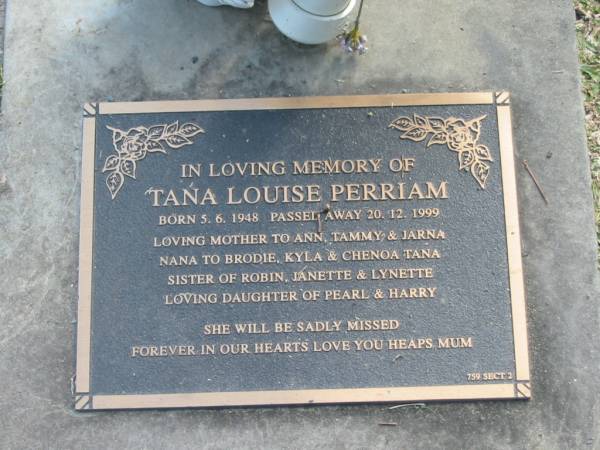 IN LOVING MEMORY OF
TANA LOUISE PERRIAM
BORN 5. 6. 1948 PASSED AWAY 20. 12. 1999
LOVING MOTHER TO ANN, TAMMY & JARNA
NANA TO BRODIE, KYLA & CHENOA TANA
SISTER OF ROBIN, JANETTE & LYNETTE
LOVING DAUGHTER OF PEARL & HARRY
SHE WILL BE SADLY MISSED
FOREVER IN OUR HEARTS LOVE YOU HEAPS MUM
759 SECT 2